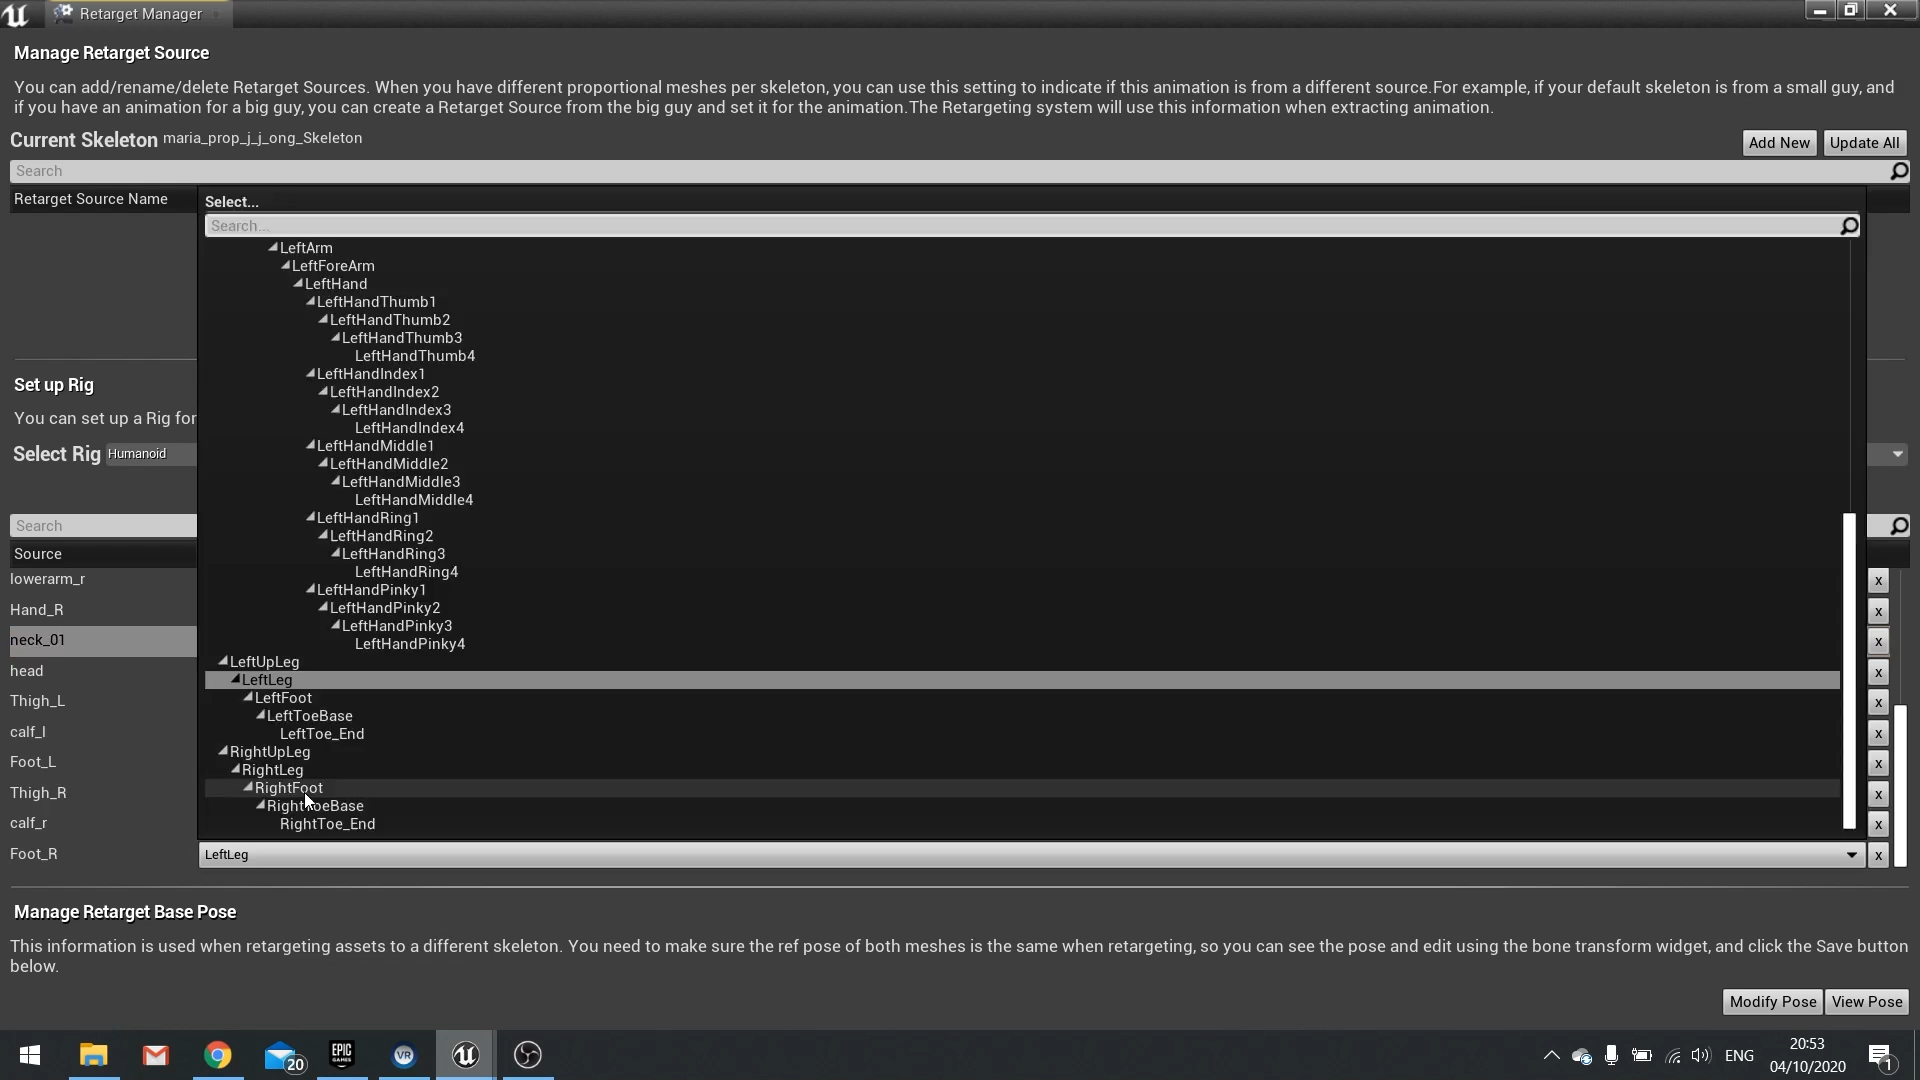 Retarget Manager
Manage Retarget Source
You can add/rename/delete Retarget Sources. When you have different proportional meshes per skeleton, you can use this setting to indicate if this animation is from a different source.For example, if your default skeleton is from a small guy, and
if you have an animation for a big guy, you can create a Retarget Source from the big guy and set it for the animation.The Retargeting system will use this information when extracting animation.
Current Skeleton maria_prop_j_j_ong_Skeleton
Add New Update All
Search
Retarget Source Name
Select...
Search...
LeftArm
LeftForeArm
LeftHand
LeftHandThumb1
LeftHandThumb2
LeftHandThumb3
LeftHandThumb4
LeftHandIndex1
LeftHandIndex2
LeftHandIndex3
LeftHandIndex4
LeftHandMiddle1
LeftHandMiddle2
LeftHandMiddle3
LeftHandMiddle4
LeftHandRing1
LeftHandRing2
LeftHandRing3
LeftHandRing4
LeftHandPinky1
LeftHandPinky2
LeftHandPinky3
LeftHandPinky4
LeftUpLeg
LeftLeg
LeftFoot
LeftToeBase
LeftToe_End
RightUpLeg
RightLeg
RightFoot
RightToeBase
RightToe_End
LeftLeg
Set up Rig
You can set up a Rig for
Select Rig Humanoid
Search
Source
lowerarm_r x
Hand_R x
neck_01 x
head x
Thigh_L x
calf_l x
Foot_L x
Thigh_R x
calf_r x
Foot_R x
Manage Retarget Base Pose
This information is used when retargeting assets to a different skeleton. You need to make sure the ref pose of both meshes is the same when retargeting, so you can see the pose and edit using the bone transform widget, and click the Save button
below.
Modify Pose View Pose
20
EPIC
GAMES
VR
ENG
20:53
04/10/2020
1